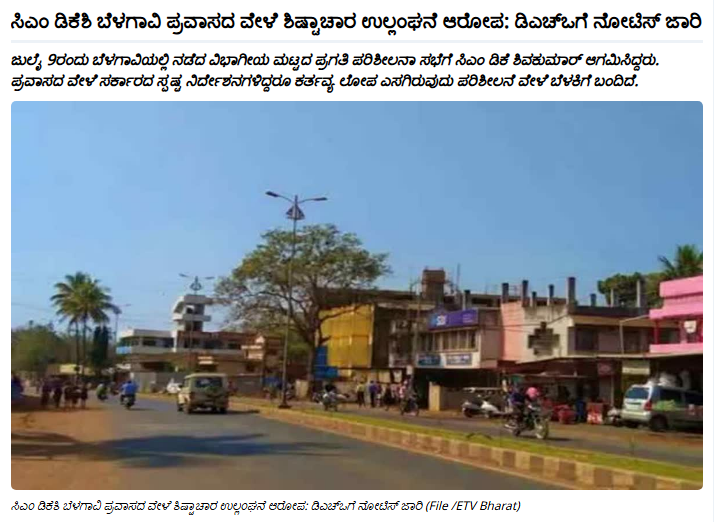 ಸಿಎಂ ಡಿಕೆಶಿ ಬೆಳಗಾವಿ ಪ್ರವಾಸದ ವೇಳೆ ಶಿಷ್ಟಾಚಾರ ಉಲ್ಲಂಘನೆ ಆರೋಪ: ಡಿಎಚ್‌ಒಗೆ ನೋಟಿಸ್ ಜಾರಿ
ಜುಲೈ 9ರಂದು ಬೆಳಗಾವಿಯಲ್ಲಿ ನಡೆದ ವಿಭಾಗೀಯ ಮಟ್ಟದ ಪ್ರಗತಿ ಪರಿಶೀಲನಾ ಸಭೆಗೆ ಸಿಎಂ ಡಿಕೆ ಶಿವಕುಮಾರ್ ಆಗಮಿಸಿದ್ದರು.
ಪ್ರವಾಸದ ವೇಳೆ ಸರ್ಕಾರದ ಸ್ಪಷ್ಟ ನಿರ್ದೇಶನಗಳಿದ್ದರೂ ಕರ್ತವ್ಯ ಲೋಪ ಎಸಗಿರುವುದು ಪರಿಶೀಲನೆ ವೇಳೆ ಬೆಳಕಿಗೆ ಬಂದಿದೆ.
ಸಿಎಂ ಡಿಕೆಶಿ ಬೆಳಗಾವಿ ಪ್ರವಾಸದ ವೇಳೆ ಶಿಷ್ಟಾಚಾರ ಉಲ್ಲಂಘನೆ ಆರೋಪ: ಡಿಎಚ್‌ಒಗೆ ನೋಟಿಸ್ ಜಾರಿ (File /ETV Bharat)